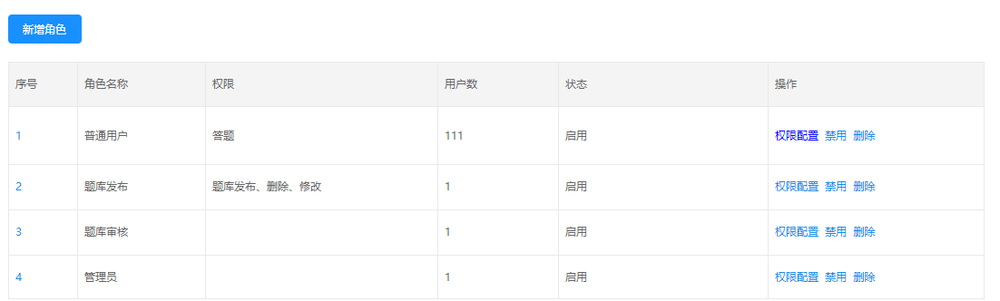 新增角色
序号 角色名称 权限 用户数 状态 操作
1 普通用户 答题 111 启用 权限配置 禁用 删除
2 题库发布 题库发布、删除、修改 1 启用 权限配置 禁用 删除
3 题库审核 1 启用 权限配置 禁用 删除
4 管理员 1 启用 权限配置 禁用 删除